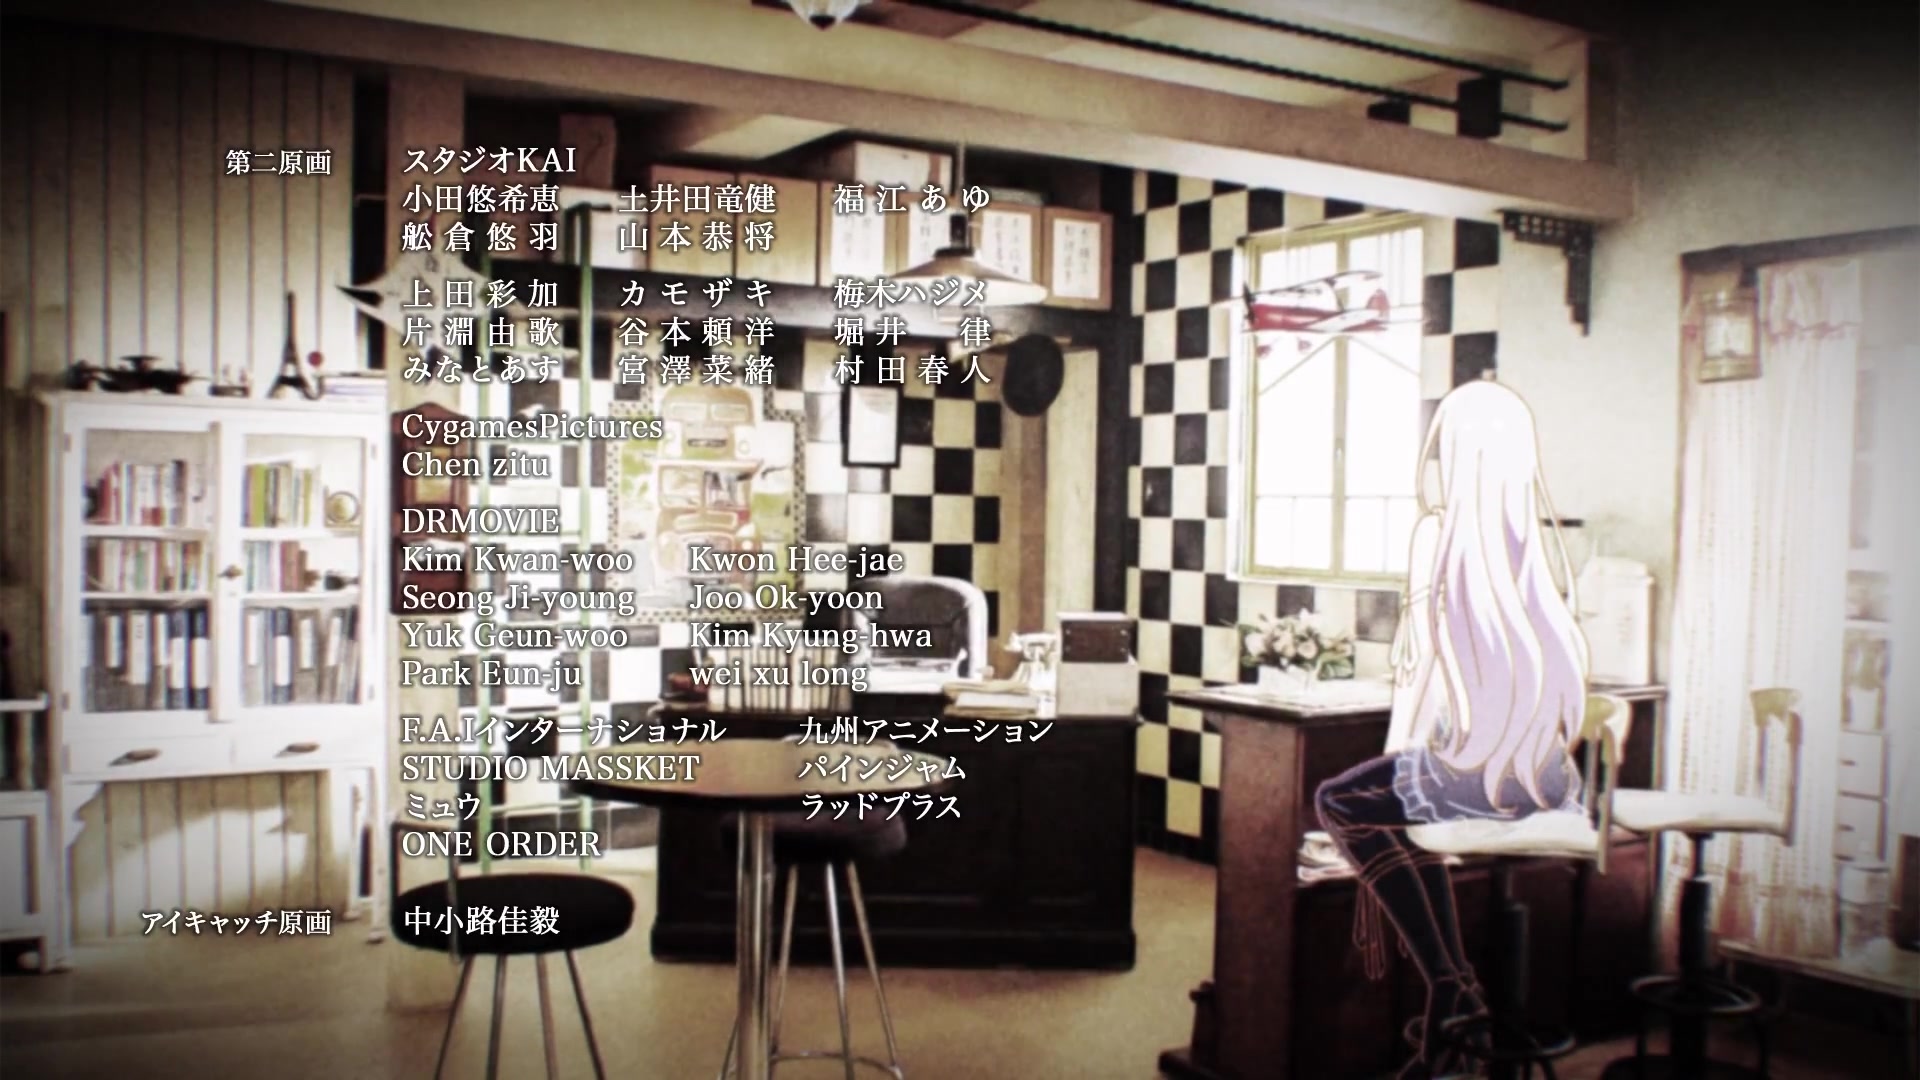 第二原画 スタジオKAI
小田悠希恵 土井田竜健 福江あゆ
舩倉悠羽 山本恭将
上田彩加 カモザキ 梅木ハジメ
片淵由歌 谷本頼洋 堀井律
みなとあす 宮澤菜緒 村田春人
CygamesPictures
Chen zitu
DRMOVIE
Kim Kwan-woo Kwon Hee-jae
Seong Ji-young Joo Ok-yoon
Yuk Geun-woo Kim Kyung-hwa
Park Eun-ju wei xu long
F.A.Iインターナショナル 九州アニメーション
STUDIO MASSKET パインジャム
ミュウ ラッドプラス
ONE ORDER
アイキャッチ原画 中小路佳毅